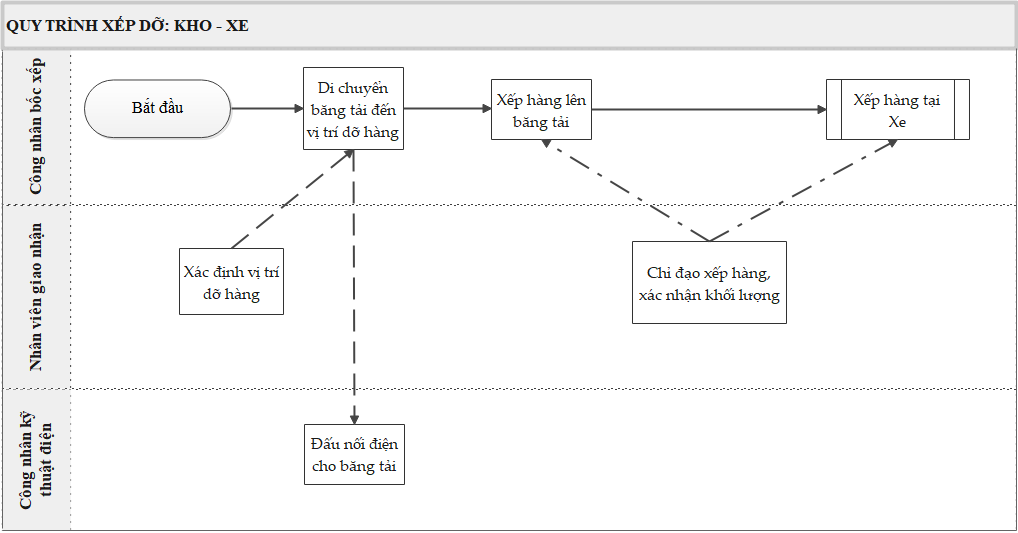 QUY TRÌNH XẾP DỠ: KHO - XE
Công nhân bốc xếp
Bắt đầu
Di chuyển
băng tải đến
vị trí dỡ hàng
Xếp hàng lên
băng tải
Xếp hàng tại
Xe
Nhân viên giao nhận
Xác định vị trí
dỡ hàng
Chỉ đạo xếp hàng,
xác nhận khối lượng
Công nhân kỹ
thuật điện
Đấu nối điện
cho băng tải